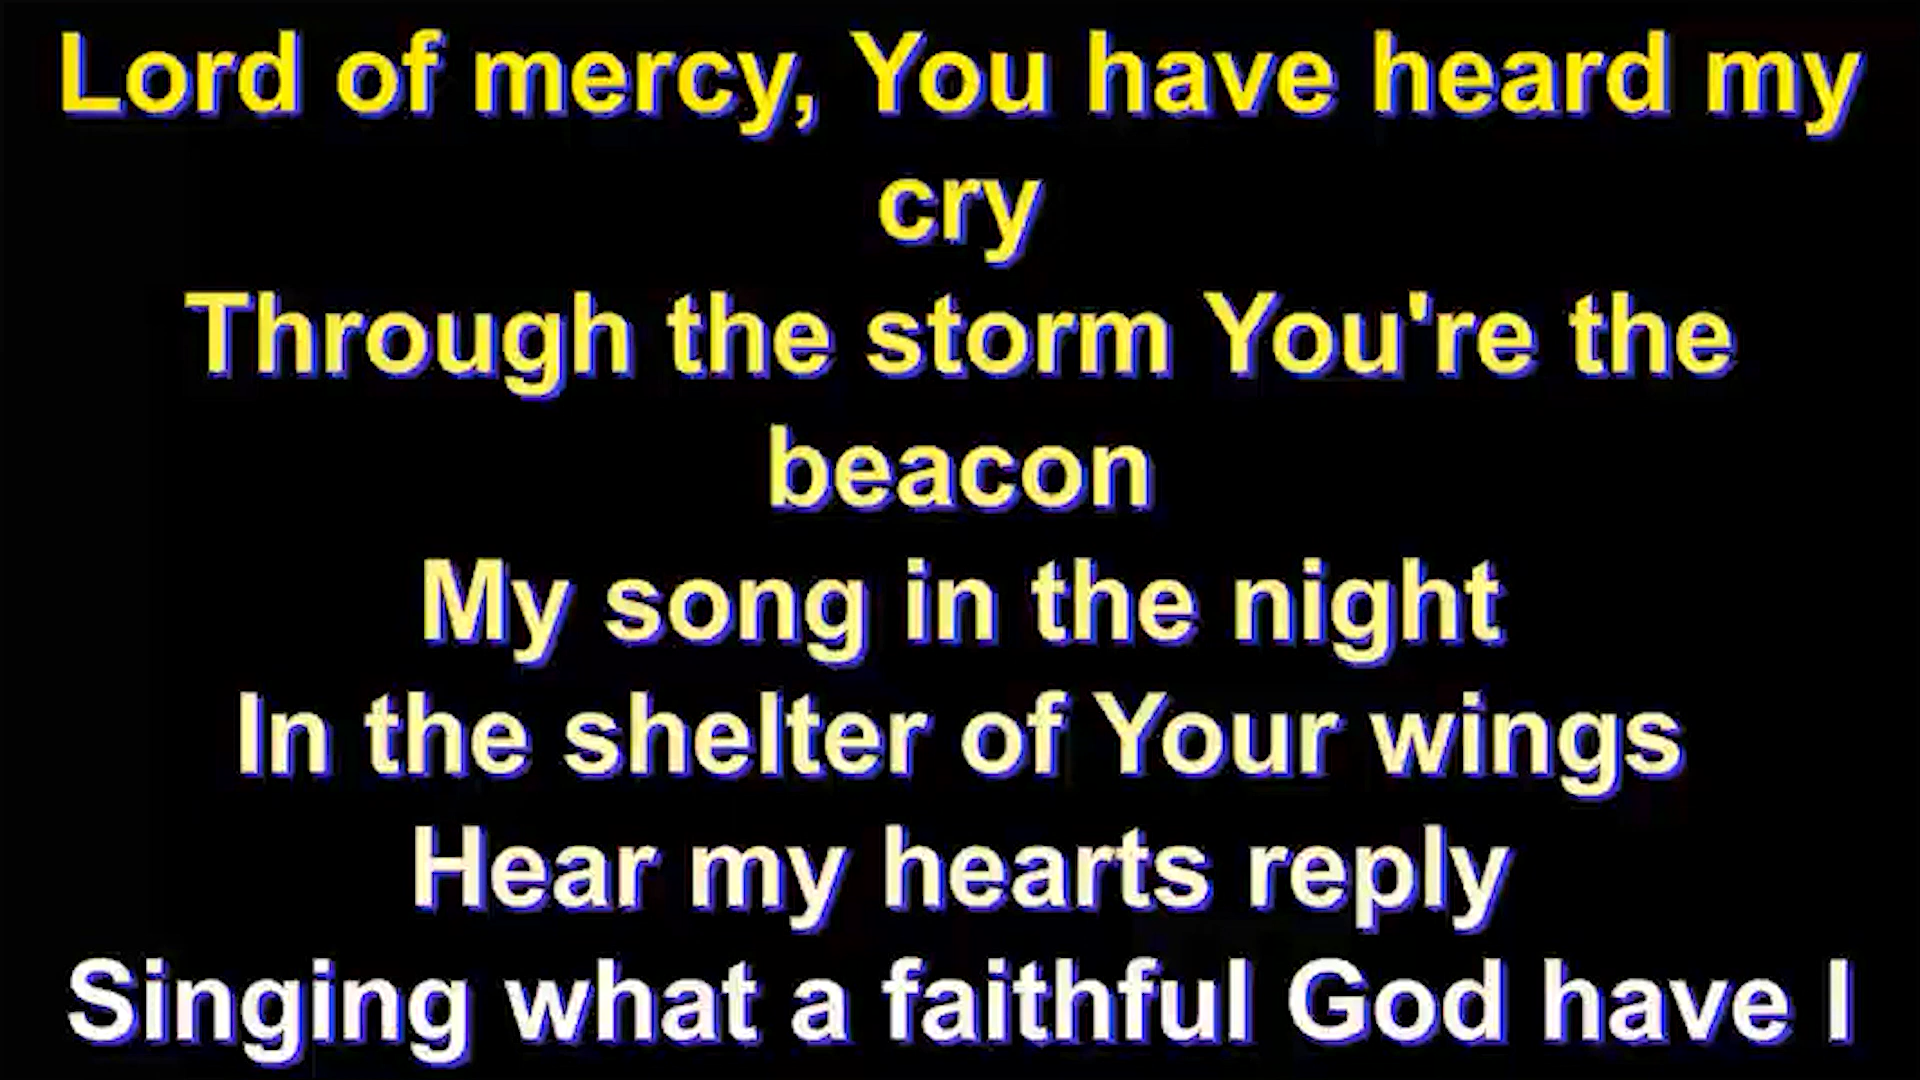 Lord of mercy, You have heard my
cry
Through the storm You're the
beacon
My song in the night
In the shelter of Your wings
Hear my hearts reply
Singing what a faithful God have I